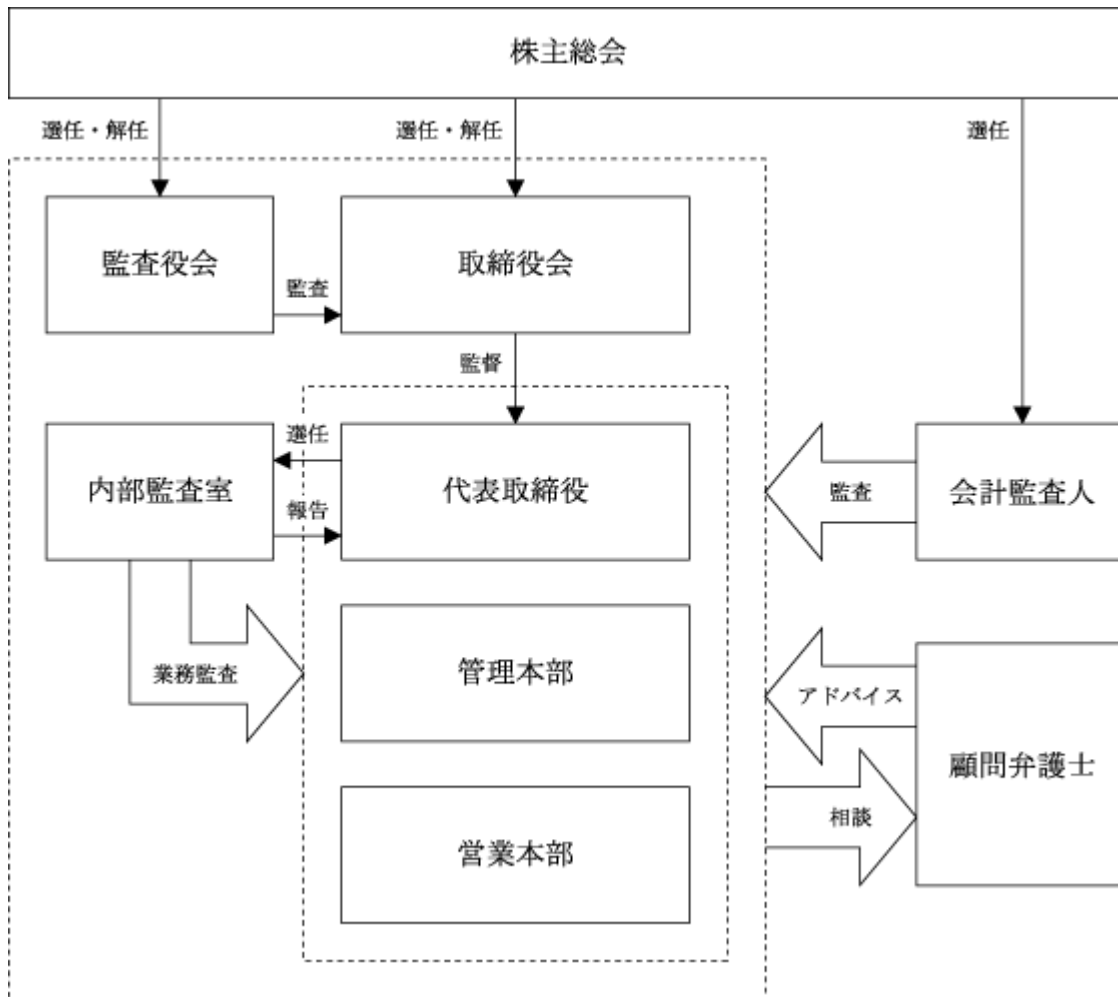 株主総会
選任・解任
選任・解任
選任
監査役会
取締役会
監査
監督
内部監査室
選任
報告
代表取締役
監査
会計監査人
業務監査
管理本部
アドバイス
顧問弁護士
相談
営業本部